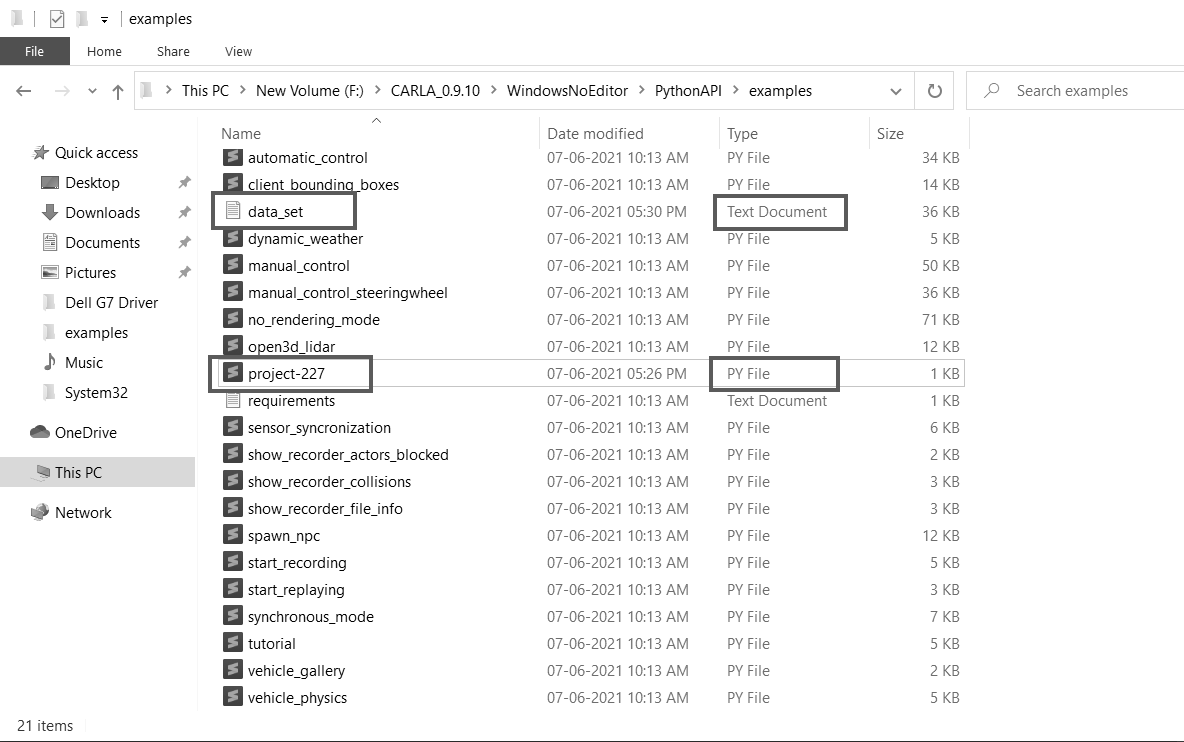 examples
File Home Share View
This PC New Volume (F:) CARLA_0.9.10 WindowsNoEditor PythonAPI examples Search examples
Name Date modified Type Size
automatic_control 07-06-2021 10:13 AM PY File 34 KB
Quick access
client_bounding_boxes 07-06-2021 10:13 AM PY File 14 KB
Desktop
data_set 07-06-2021 05:30 PM Text Document 36 KB
Downloads
dynamic_weather 07-06-2021 10:13 AM PY File 5 KB
Documents
manual_control 07-06-2021 10:13 AM PY File 50 KB
Pictures
manual_control_steeringwheel 07-06-2021 10:13 AM PY File 36 KB
Dell G7 Driver
no_rendering_mode 07-06-2021 10:13 AM PY File 71 KB
examples
open3d_lidar 07-06-2021 10:13 AM PY File 12 KB
Music
project-227 07-06-2021 05:26 PM PY File 1 KB
System32
requirements 07-06-2021 10:13 AM Text Document 1 KB
sensor_syncronization 07-06-2021 10:13 AM PY File 6 KB
OneDrive
show_recorder_actors_blocked 07-06-2021 10:13 AM PY File 2 KB
This PC
show_recorder_collisions 07-06-2021 10:13 AM PY File 3 KB
show_recorder_file_info 07-06-2021 10:13 AM PY File 3 KB
Network
spawn_npc 07-06-2021 10:13 AM PY File 12 KB
start_recording 07-06-2021 10:13 AM PY File 5 KB
start_replaying 07-06-2021 10:13 AM PY File 3 KB
synchronous_mode 07-06-2021 10:13 AM PY File 7 KB
tutorial 07-06-2021 10:13 AM PY File 5 KB
vehicle_gallery 07-06-2021 10:13 AM PY File 2 KB
vehicle_physics 07-06-2021 10:13 AM PY File 5 KB
21 items